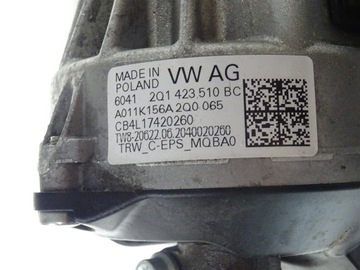 MADE IN
POLAND VW AG
6041 2Q1 423 510 BC
A011K156A 2Q0 065
CB4L17420260
TW8-20622.06.2040020260
TRW_C-EPS_MQBA0